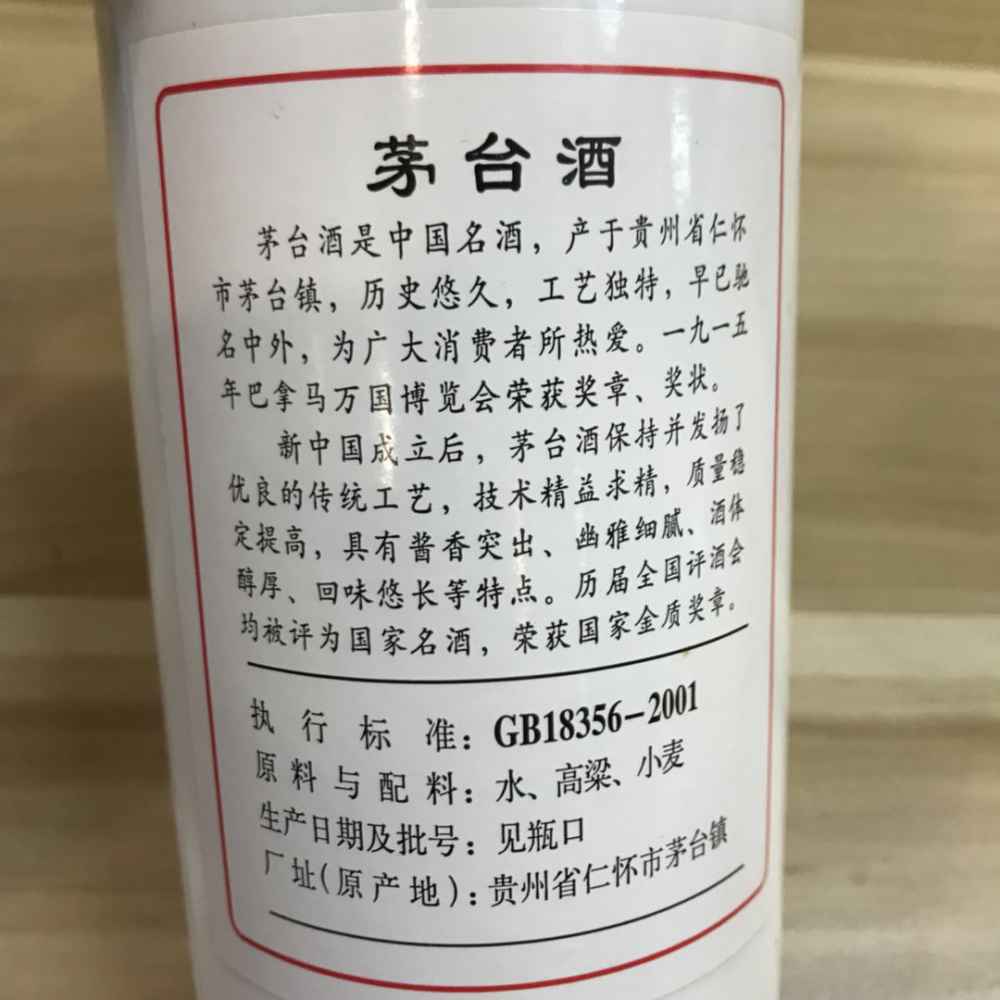 茅台酒
茅台酒是中国名酒，产于贵州省仁怀
市茅台镇，历史悠久，工艺独特，早已驰
名中外，为广大消费者所热爱。一九一五
年巴拿马万国博览会荣获奖章、奖状。
新中国成立后，茅台酒保持并发扬了
优良的传统工艺，技术精益求精，质量稳
定提高，具有酱香突出、幽雅细腻、酒体
醇厚、回味悠长等特点。历届全国评酒会
均被评为国家名酒，荣获国家金质奖章。
执行标准：GB18356-2001
原料与配料：水、高粱、小麦
生产日期及批号：见瓶口
厂址(原产地)：贵州省仁怀市茅台镇